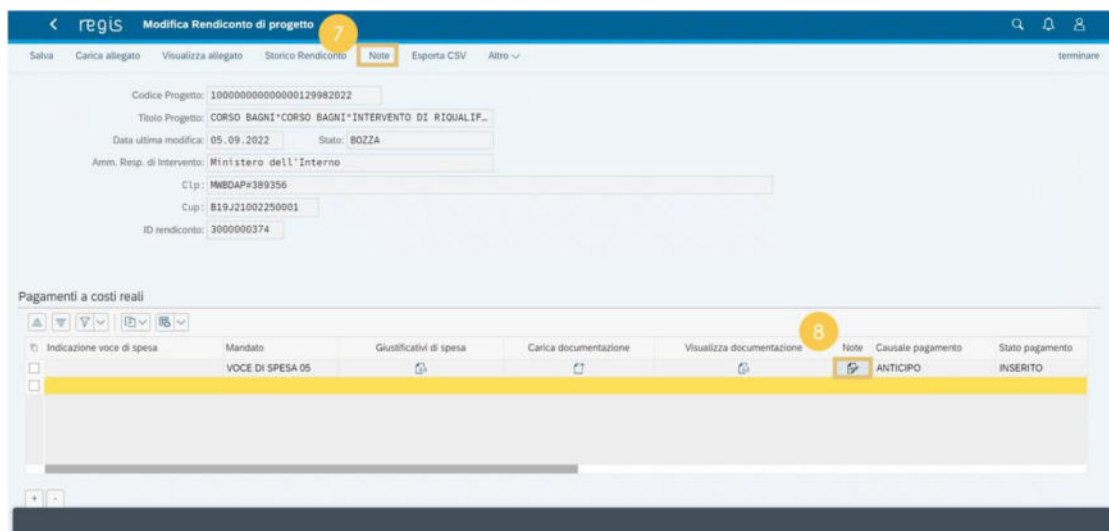 regis Modifica Rendiconto di progetto
7
Salva Carica allegato Visualizza allegato Storico Rendiconto Note Esporta CSV Altro terminare
Codice Progetto: 10000000000000129982022
Titolo Progetto: CORSO BAGNI*CORSO BAGNI*INTERVENTO DI RIQUALIF…
Data ultima modifica: 05.09.2022 Stato: BOZZA
Amm. Resp. di Intervento: Ministero dell'Interno
Clp: MWBDAP=389356
Cup: B19J21002250001
ID rendiconto: 3000000374
Pagamenti a costi reali
8
Indicazione voce di spesa Mandato Giustificativi di spesa Carica documentazione Visualizza documentazione Note Causale pagamento Stato pagamento
VOCE DI SPESA 05 ANTICIPO INSERITO
+ -